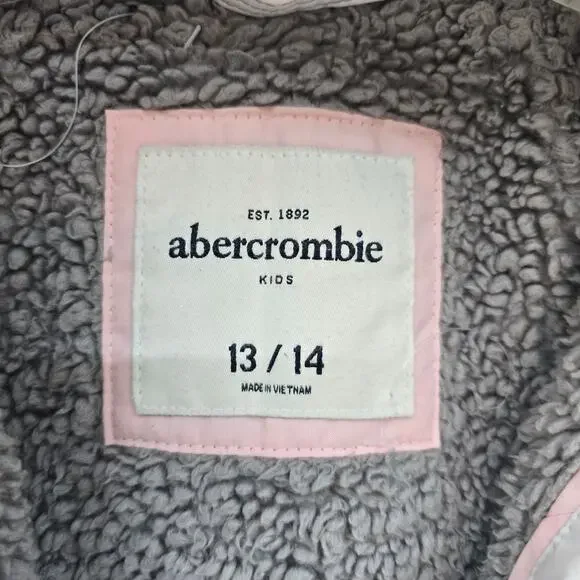 EST. 1892
abercrombie
KIDS
13 / 14
MADE IN VIETNAM